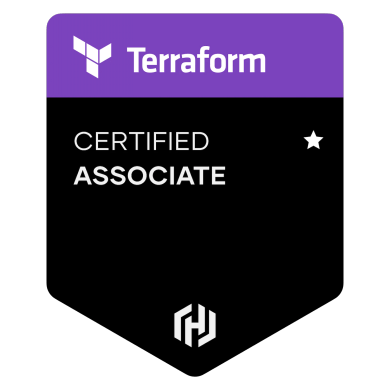 Terraform
CERTIFIED
ASSOCIATE